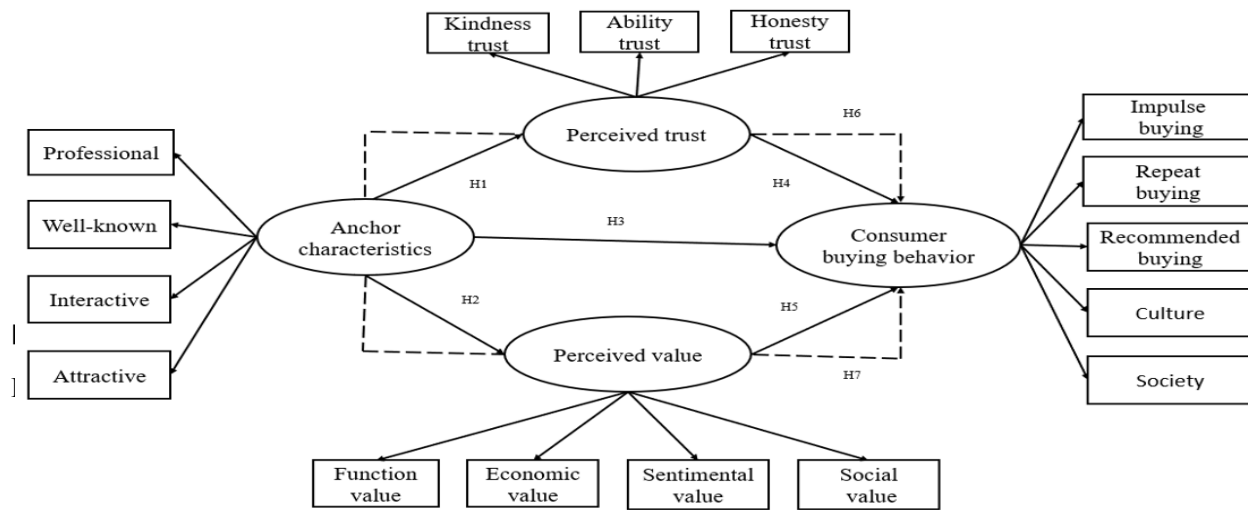 Kindness
trust
Ability
trust
Honesty
trust
Impulse
buying
H6
Perceived trust
Professional
Repeat
buying
H1
H4
Well-known
Anchor
characteristics
H3
Consumer
buying behavior
Recommended
buying
Interactive
H2
H5
Culture
Perceived value
Attractive
H7
Society
Function
value
Economic
value
Sentimental
value
Social
value